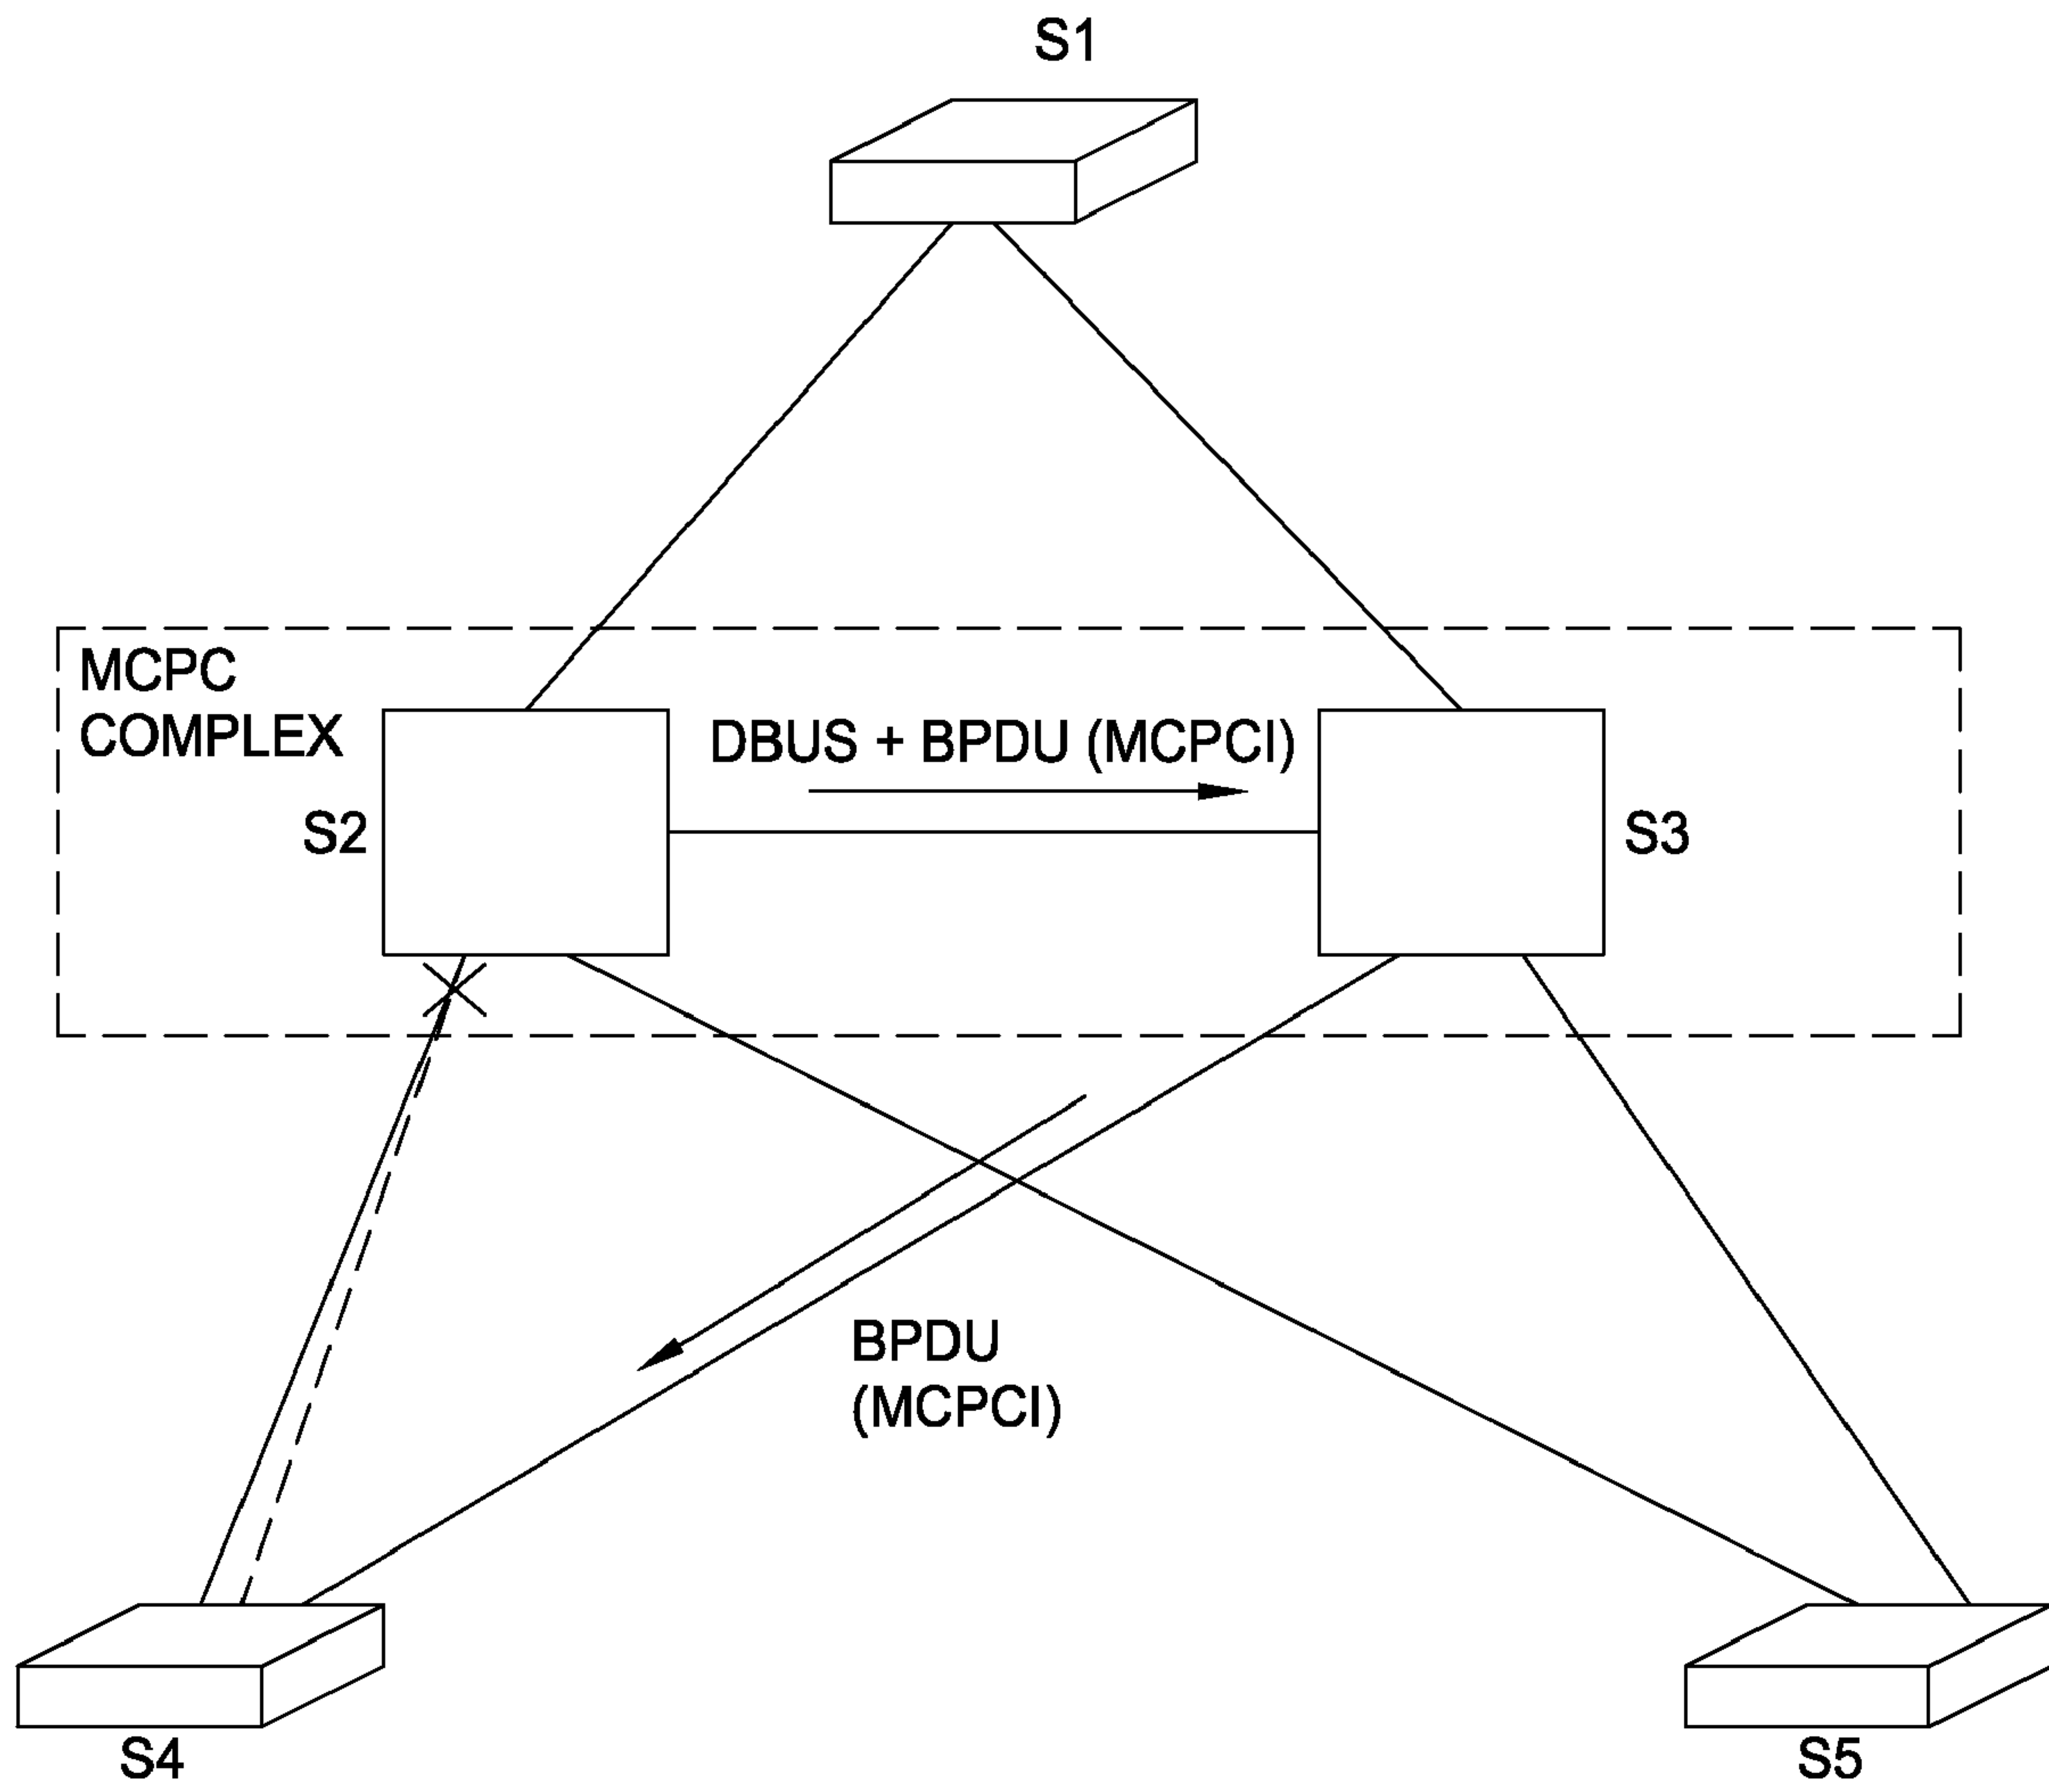 S1
MCPC
COMPLEX
DBUS + BPDU (MCPCI)
S2
S3
BPDU
(MCPCI)
S4
S5